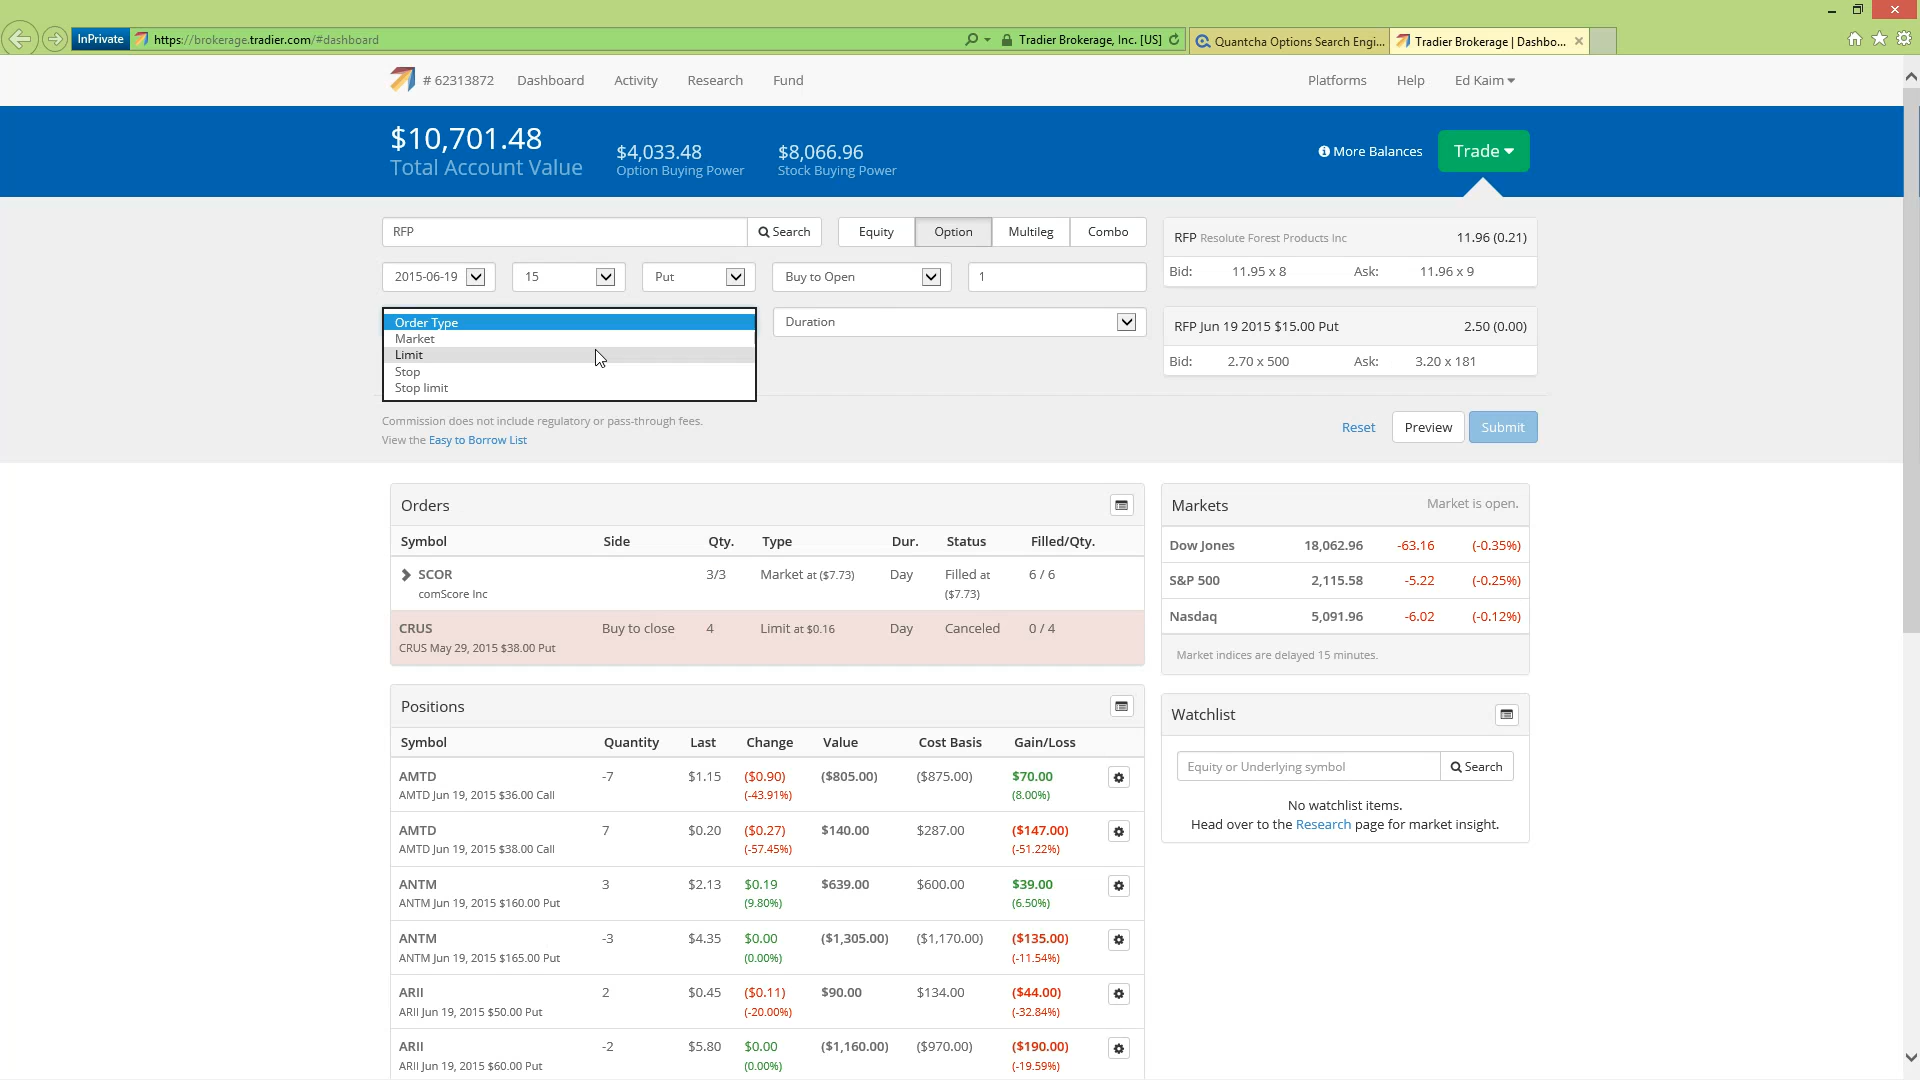 InPrivate https://brokerage.tradier.com/#dashboard Tradier Brokerage, Inc. [US] Quantcha Options Search Engi... Tradier Brokerage | Dashbo...
# 62313872 Dashboard Activity Research Fund Platforms Help Ed Kaim
$10,701.48
Total Account Value
$4,033.48
Option Buying Power
$8,066.96
Stock Buying Power
More Balances
Trade
RFP Search Equity Option Multileg Combo
2015-06-19 15 Put Buy to Open 1
Order Type
Market
Limit
Stop
Stop limit
Duration
RFP Resolute Forest Products Inc 11.96 (0.21)
Bid: 11.95 x 8 Ask: 11.96 x 9
RFP Jun 19 2015 $15.00 Put 2.50 (0.00)
Bid: 2.70 x 500 Ask: 3.20 x 181
Commission does not include regulatory or pass-through fees.
View the Easy to Borrow List
Reset Preview Submit
Orders
Symbol Side Qty. Type Dur. Status Filled/Qty.
SCOR 3/3 Market at ($7.73) Day Filled at 6 / 6
comScore Inc ($7.73)
CRUS Buy to close 4 Limit at $0.16 Day Canceled 0 / 4
CRUS May 29, 2015 $38.00 Put
Positions
Symbol Quantity Last Change Value Cost Basis Gain/Loss
AMTD -7 $1.15 ($0.90) ($805.00) ($875.00) $70.00
AMTD Jun 19, 2015 $36.00 Call (-43.91%) (8.00%)
AMTD 7 $0.20 ($0.27) $140.00 $287.00 ($147.00)
AMTD Jun 19, 2015 $38.00 Call (-57.45%) (-51.22%)
ANTM 3 $2.13 $0.19 $639.00 $600.00 $39.00
ANTM Jun 19, 2015 $160.00 Put (9.80%) (6.50%)
ANTM -3 $4.35 $0.00 ($1,305.00) ($1,170.00) ($135.00)
ANTM Jun 19, 2015 $165.00 Put (0.00%) (-11.54%)
ARII 2 $0.45 ($0.11) $90.00 $134.00 ($44.00)
ARII Jun 19, 2015 $50.00 Put (-20.00%) (-32.84%)
ARII -2 $5.80 $0.00 ($1,160.00) ($970.00) ($190.00)
ARII Jun 19, 2015 $60.00 Put (0.00%) (-19.59%)
Markets Market is open.
Dow Jones 18,062.96 -63.16 (-0.35%)
S&P 500 2,115.58 -5.22 (-0.25%)
Nasdaq 5,091.96 -6.02 (-0.12%)
Market indices are delayed 15 minutes.
Watchlist
Equity or Underlying symbol Search
No watchlist items.
Head over to the Research page for market insight.